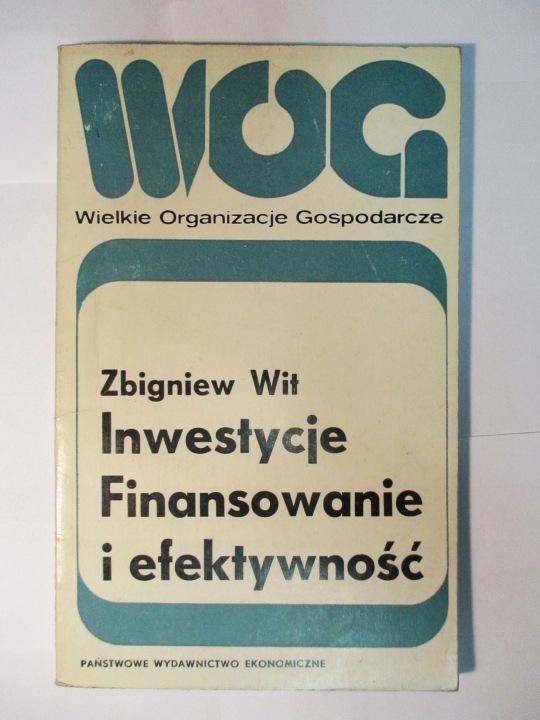 WOG
Wielkie Organizacje Gospodarcze
Zbigniew Wit
Inwestycje
Finansowanie
i efektywność
PAŃSTWOWE WYDAWNICTWO EKONOMICZNE